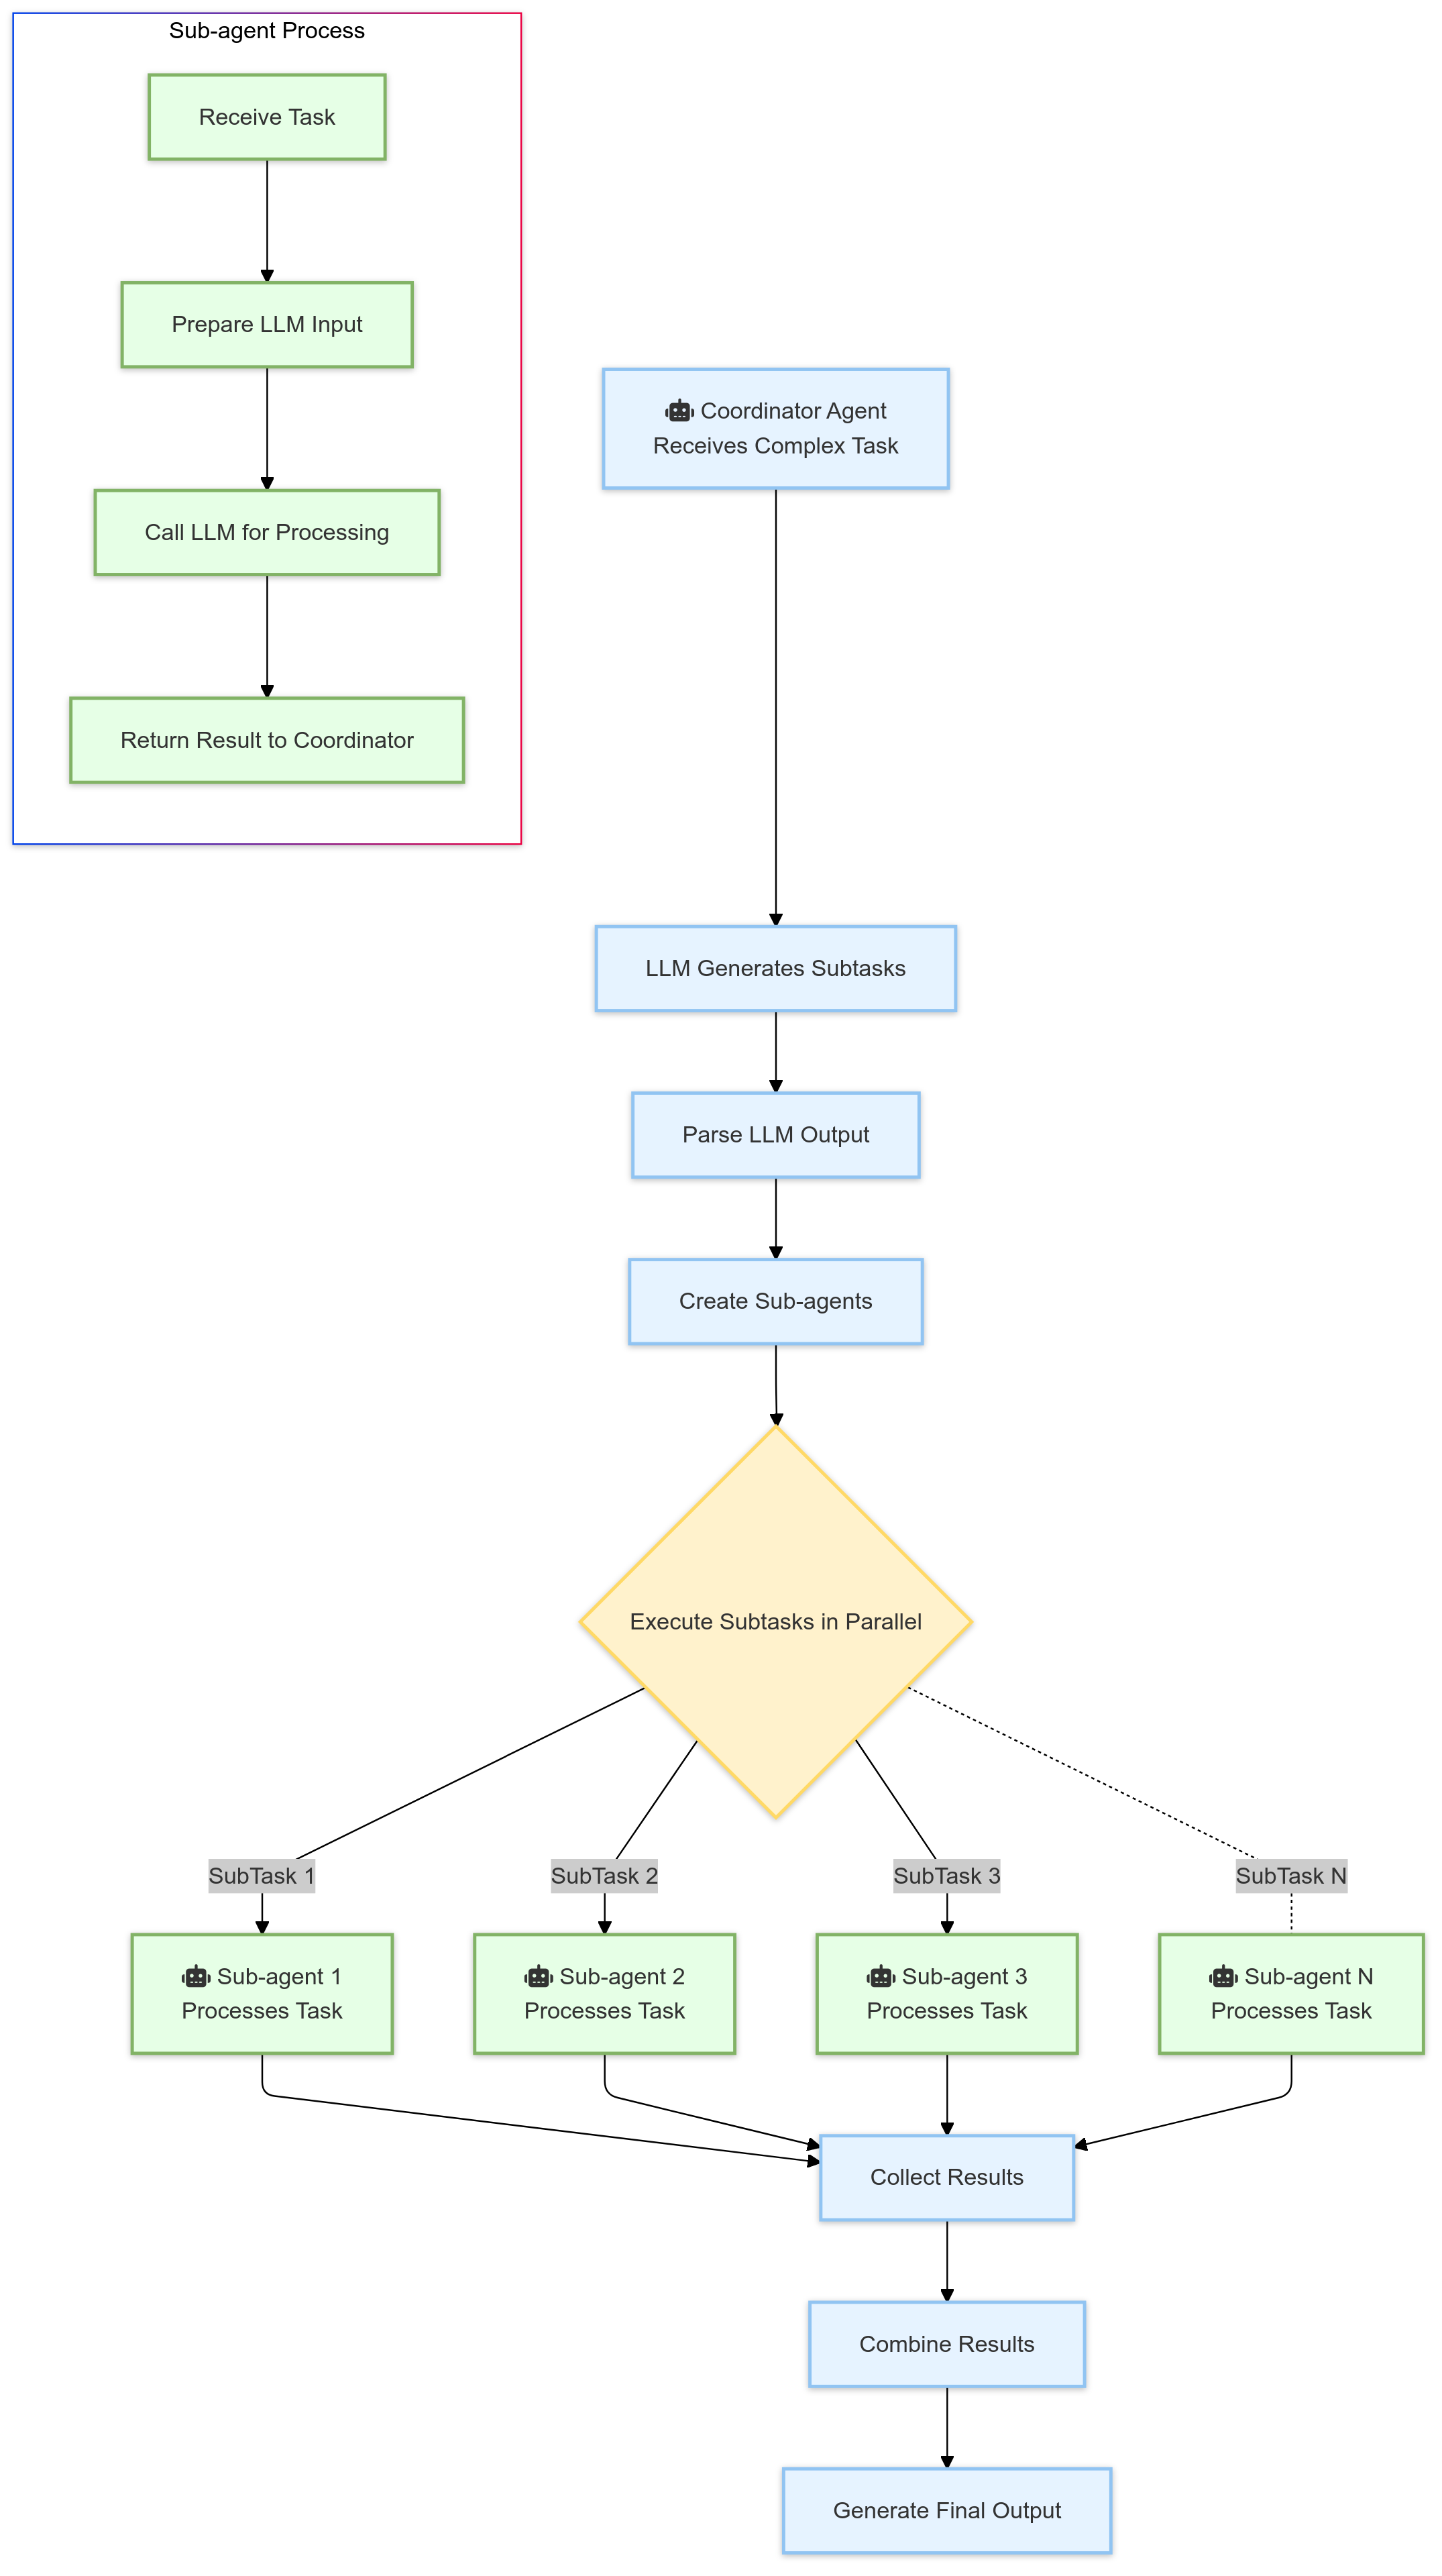 Sub-agent Process
Receive Task
Prepare LLM Input
Call LLM for Processing
Return Result to Coordinator
Coordinator Agent
Receives Complex Task
LLM Generates Subtasks
Parse LLM Output
Create Sub-agents
Execute Subtasks in Parallel
SubTask 1
SubTask 2
SubTask 3
SubTask N
Sub-agent 1
Processes Task
Sub-agent 2
Processes Task
Sub-agent 3
Processes Task
Sub-agent N
Processes Task
Collect Results
Combine Results
Generate Final Output